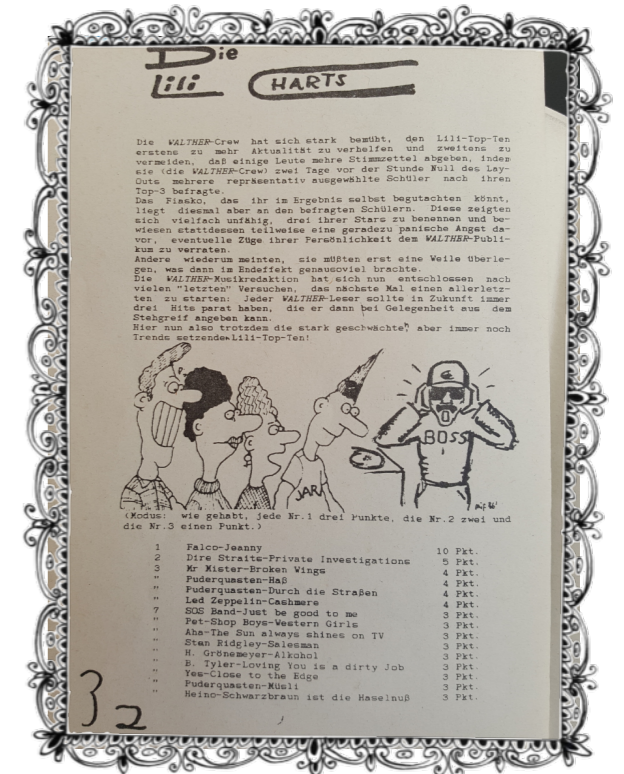 Die
Lili CHARTS
Die WALTHER-Crew hat sich stark bemüht, den Lili-Top-Ten
erstens zu mehr Aktualität zu verhelfen und zweitens zu
vermeiden, daß einige Leute mehre Stimmzettel abgeben, indem
sie (die WALTHER-Crew) zwei Tage vor der Stunde Null des Lay-
Outs mehrere repräsentativ ausgewählte Schüler nach ihren
Top-3 befragte.
Das Fiasko, das ihr im Ergebnis selbst begutachten könnt,
liegt diesmal aber an den befragten Schülern. Diese zeigten
sich vielfach unfähig, drei ihrer Stars zu benennen und be-
wiesen stattdessen teilweise eine geradezu panische Angst da-
vor, eventuelle Züge ihrer Persönlichkeit dem WALTHER-Publi-
kum zu verraten.
Andere wiederum meinten, sie müßten erst eine Weile überle-
gen, was dann im Endeffekt genausoviel brachte.
Die WALTHER-Musikredaktion hat sich nun entschlossen nach
vielen "letzten" Versuchen, das nächste Mal einen allerletz-
ten zu starten: Jeder WALTHER-Leser sollte in Zukunft immer
drei Hits parat haben, die er dann bei Gelegenheit aus dem
Stehgreif angeben kann.
Hier nun also trotzdem die stark geschwächte, aber immer noch
Trends setzende Lili-Top-Ten!
BOSS
JAR
(Modus: wie gehabt, jede Nr.1 drei Punkte, die Nr.2 zwei und
die Nr.3 einen Punkt.)
1 Falco-Jeanny 10 Pkt.
2 Dire Straits-Private Investigations 5 Pkt.
3 Mr Mister-Broken Wings 4 Pkt.
" Puderquasten-Haß 4 Pkt.
" Puderquasten-Durch die Straßen 4 Pkt.
" Led Zeppelin-Cashmere 4 Pkt.
7 SOS Band-Just be good to me 3 Pkt.
" Pet-Shop Boys-Western Girls 3 Pkt.
" Aha-The Sun always shines on TV 3 Pkt.
" Stan Ridgley-Salesman 3 Pkt.
" H. Grönemeyer-Alkohol 3 Pkt.
" B. Tyler-Loving You is a dirty Job 3 Pkt.
" Yes-Close to the Edge 3 Pkt.
" Puderquasten-Müsli 3 Pkt.
" Heino-Schwarzbraun ist die Haselnuß 3 Pkt.
32